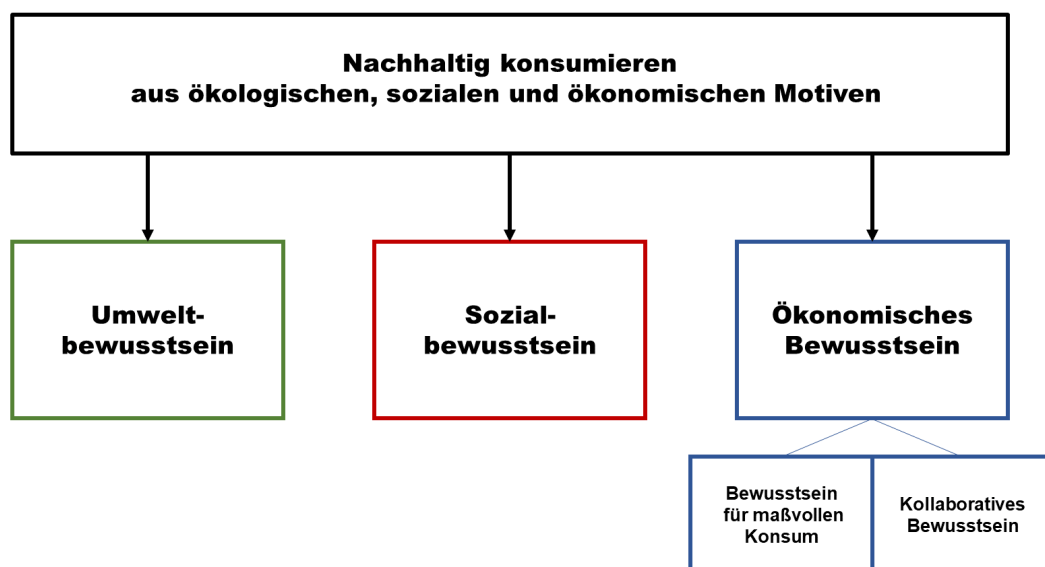 Nachhaltig konsumieren
aus ökologischen, sozialen und ökonomischen Motiven
Umwelt-
bewusstsein
Sozial-
bewusstsein
Ökonomisches
Bewusstsein
Bewusstsein
für maßvollen
Konsum
Kollaboratives
Bewusstsein